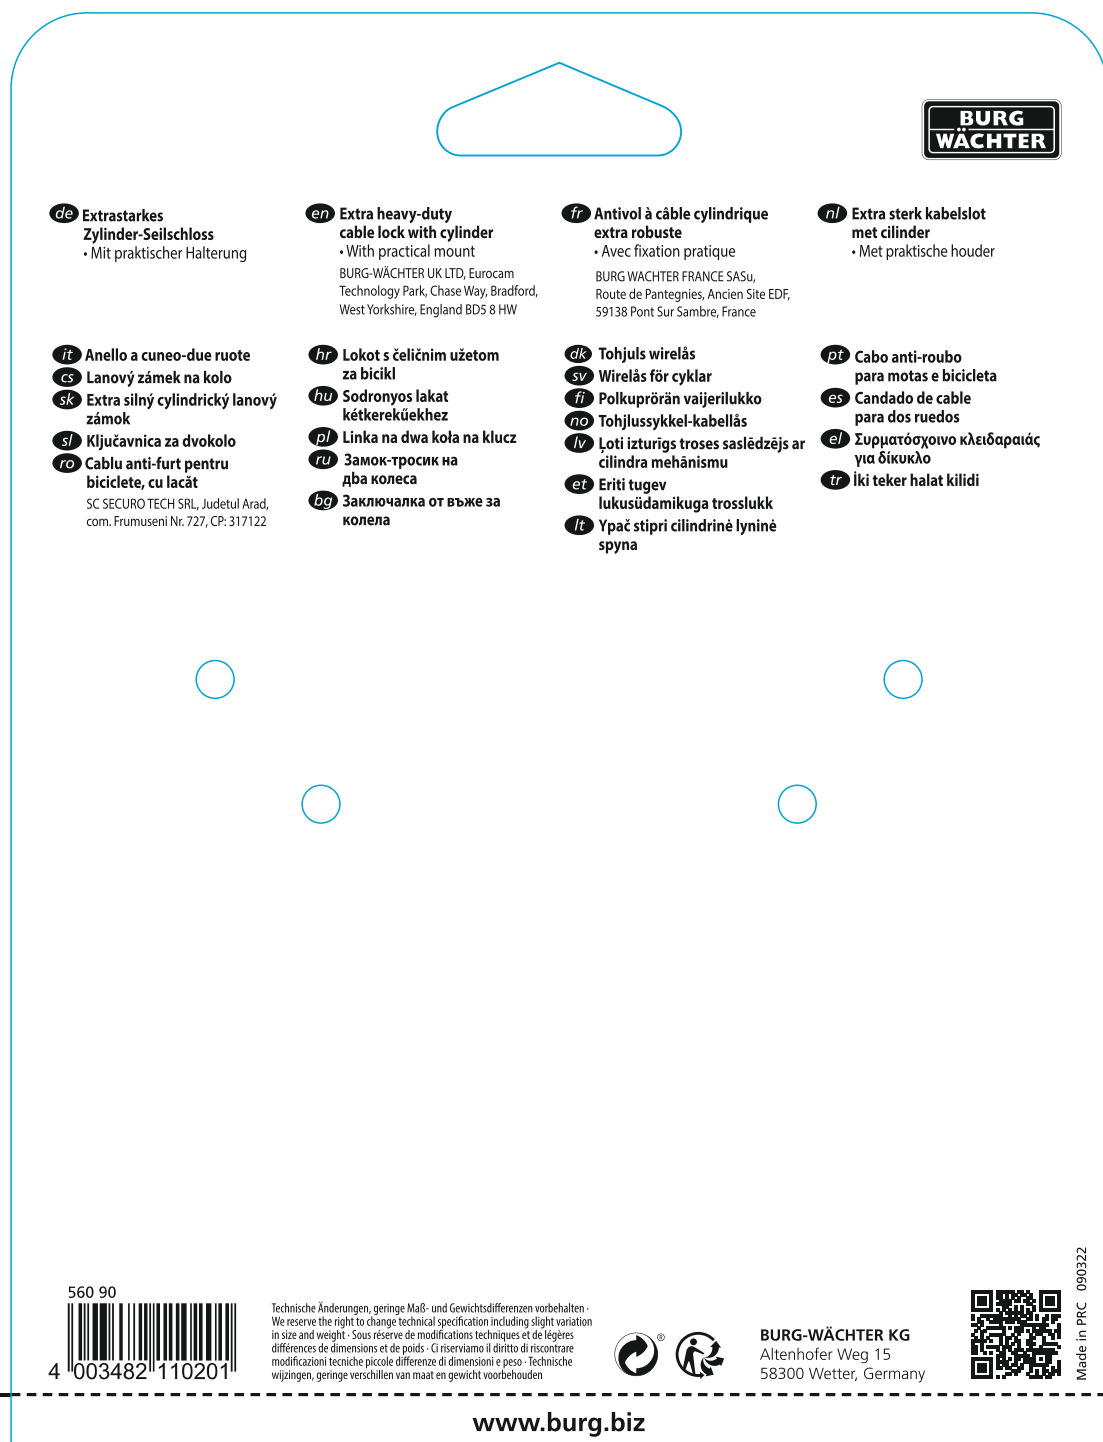 BURG
WÄCHTER
de Extrastarkes
Zylinder-Seilschloss
• Mit praktischer Halterung
en Extra heavy-duty
cable lock with cylinder
• With practical mount
BURG-WÄCHTER UK LTD, Eurocam
Technology Park, Chase Way, Bradford,
West Yorkshire, England BD5 8 HW
fr Antivol à câble cylindrique
extra robuste
• Avec fixation pratique
BURG WACHTER FRANCE SASu,
Route de Pantegnies, Ancien Site EDF,
59138 Pont Sur Sambre, France
nl Extra sterk kabelslot
met cilinder
• Met praktische houder
it Anello a cuneo-due ruote
cs Lanový zámek na kolo
sk Extra silný cylindrický lanový
zámok
sl Ključavnica za dvokolo
ro Cablu anti-furt pentru
biciclete, cu lacăt
SC SECURO TECH SRL, Judetul Arad,
com. Frumuseni Nr. 727, CP: 317122
hr Lokot s čeličnim užetom
za bicikl
hu Sodronyos lakat
kétkerekűekhez
pl Linka na dwa koła na klucz
ru Замок-тросик на
два колеса
bg Заключалка от въже за
колела
dk Tohjuls wirelås
sv Wirelås för cyklar
fi Polkuprörän vaijerilukko
no Tohjlussykkel-kabellås
lv Ļoti izturīgs troses saslēdzējs ar
cilindra mehānismu
et Eriti tugev
lukusüdamikuga trosslukk
lt Ypač stipri cilindrinė lyninė
spyna
pt Cabo anti-roubo
para motas e bicicleta
es Candado de cable
para dos ruedos
el Συρματόσχοινο κλειδαραιάς
για δίκυκλο
tr İki teker halat kilidi
560 90
4 003482 110201
Technische Änderungen, geringe Maß- und Gewichtsdifferenzen vorbehalten ·
We reserve the right to change technical specification including slight variation
in size and weight · Sous réserve de modifications techniques et de légères
différences de dimensions et de poids · Ci riserviamo il diritto di riscontrare
modificazioni tecniche piccole differenze di dimensioni e peso · Technische
wijzingen, geringe verschillen van maat en gewicht voorbehouden
®
BURG-WÄCHTER KG
Altenhofer Weg 15
58300 Wetter, Germany
Made in PRC 090322
www.burg.biz